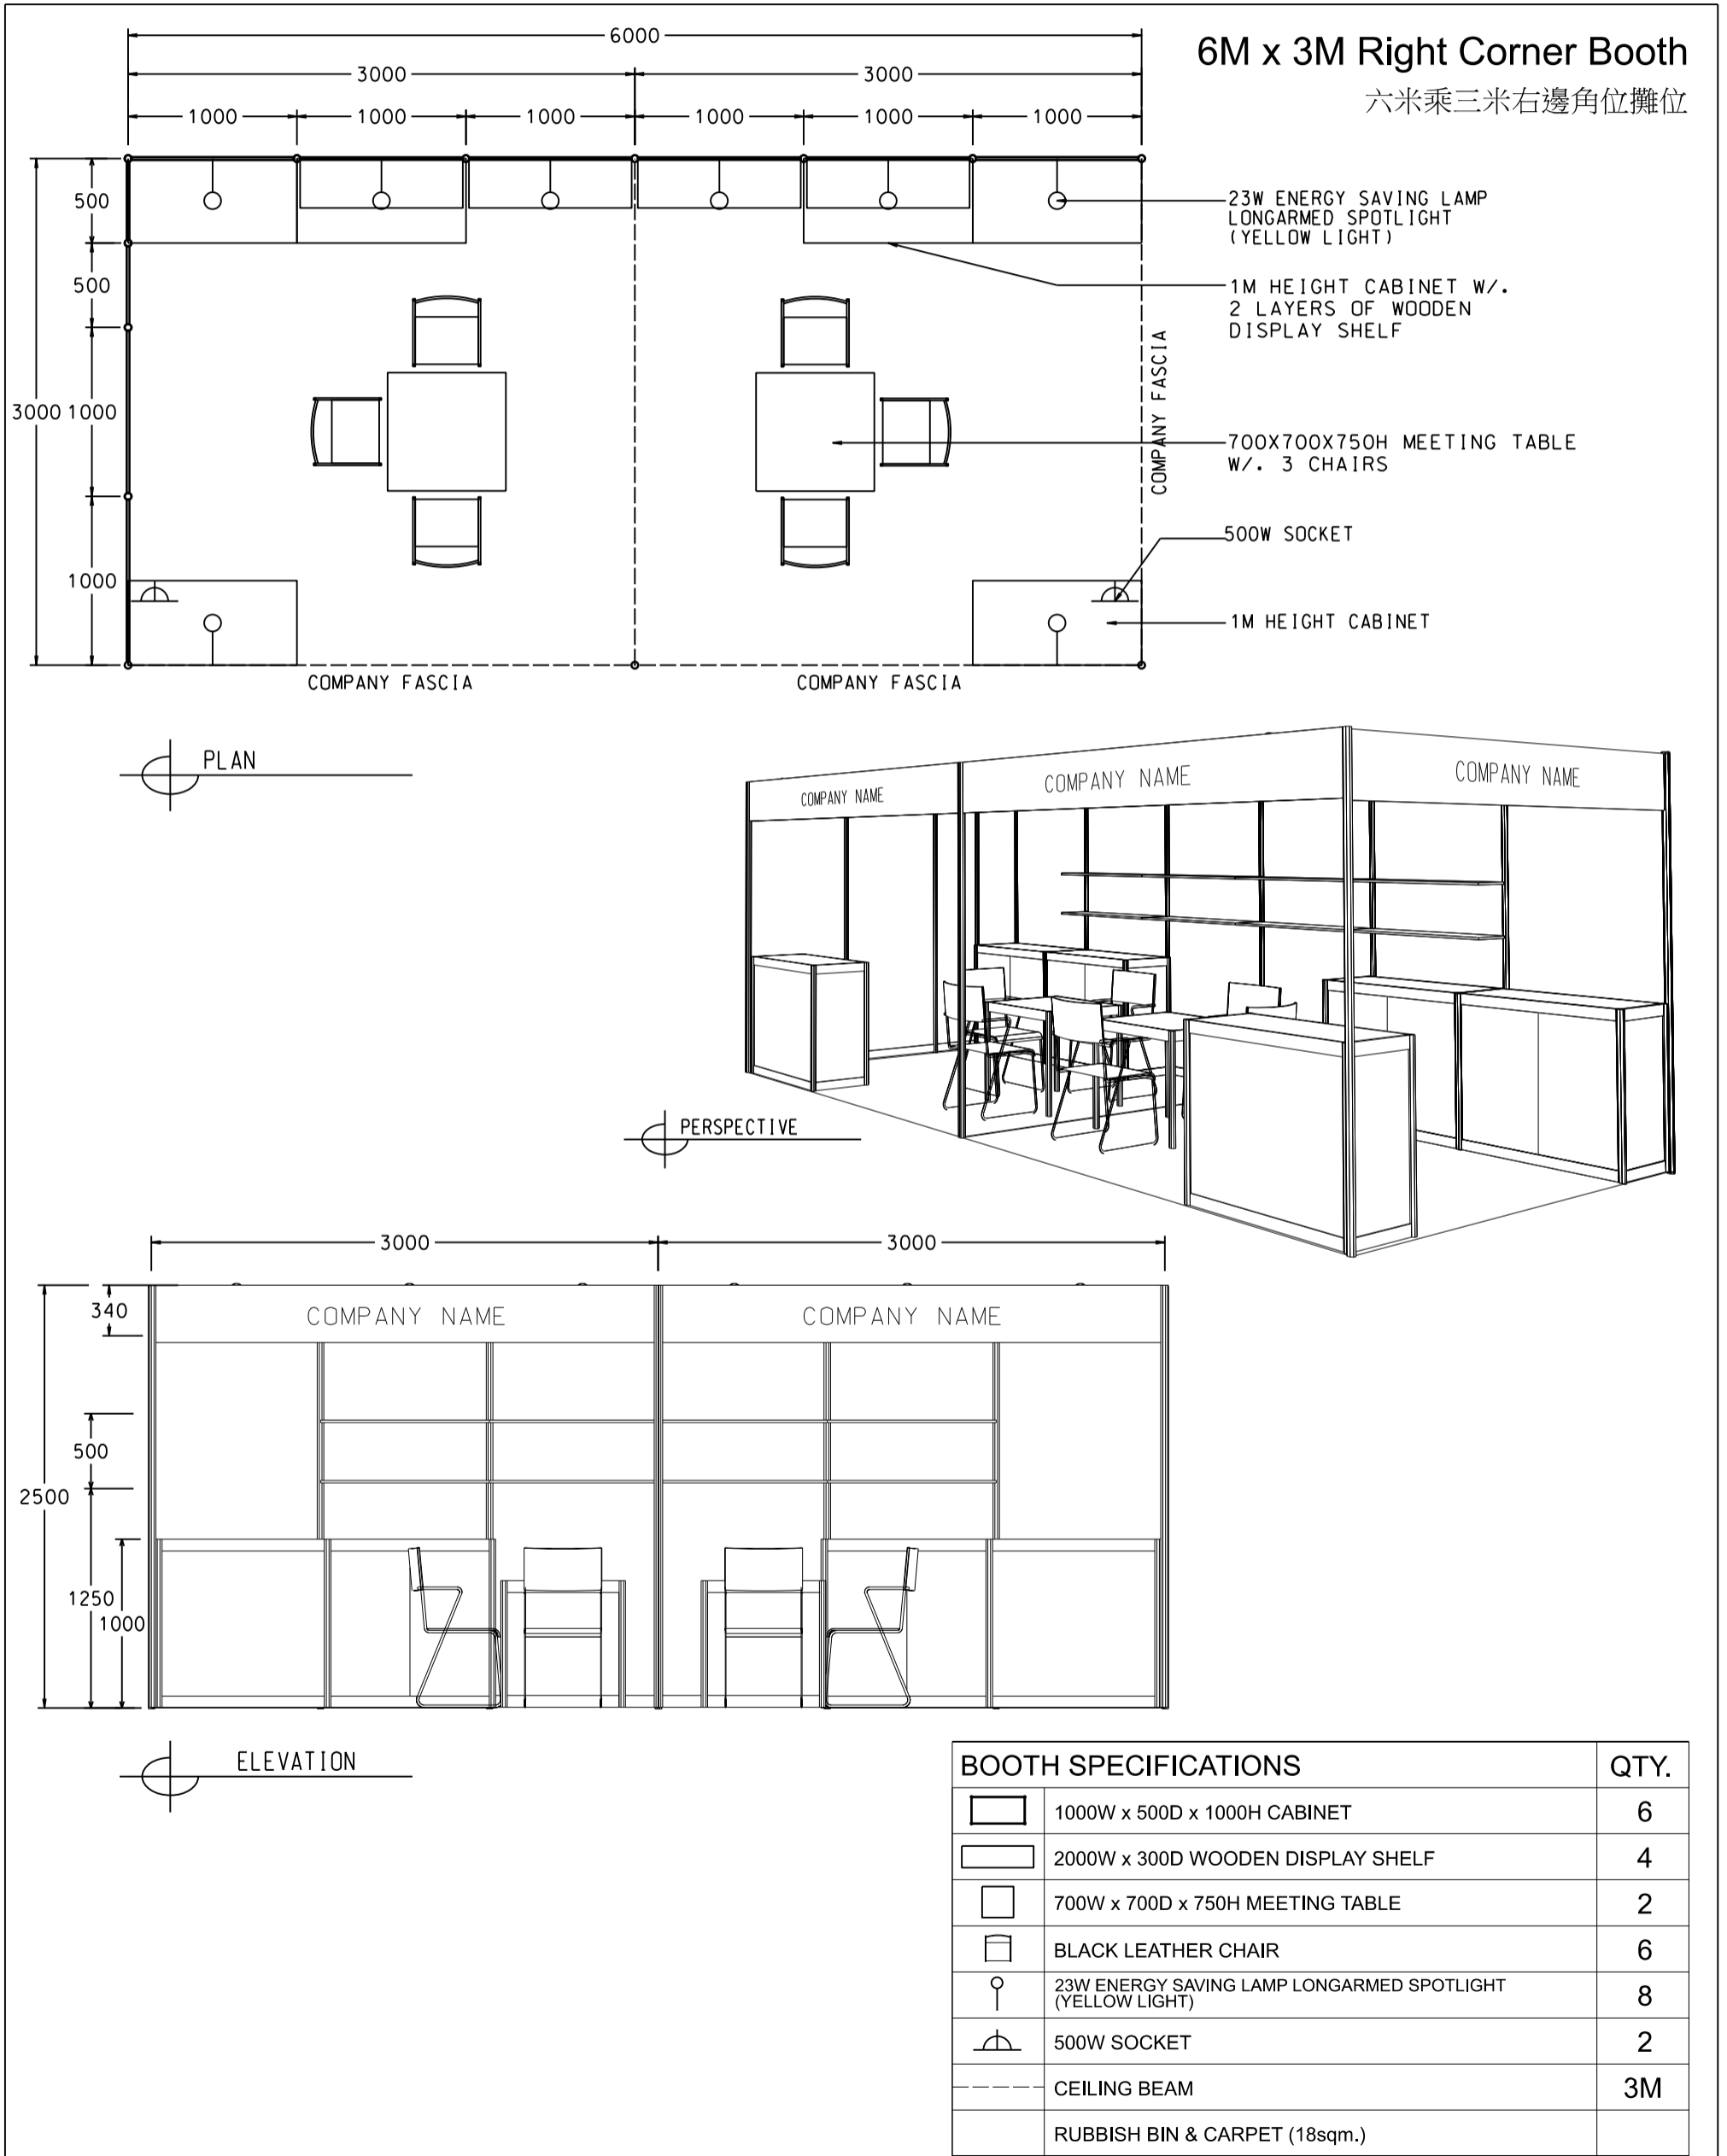 6M x 3M Right Corner Booth
六米乘三米右邊角位攤位
6000
3000
3000
1000
1000
1000
1000
1000
1000
3000
500
500
1000
1000
23W ENERGY SAVING LAMP
LONGARMED SPOTLIGHT
(YELLOW LIGHT)
1M HEIGHT CABINET W/.
2 LAYERS OF WOODEN
DISPLAY SHELF
COMPANY FASCIA
700X700X750H MEETING TABLE
W/. 3 CHAIRS
500W SOCKET
1M HEIGHT CABINET
COMPANY FASCIA
COMPANY FASCIA
PLAN
COMPANY NAME
COMPANY NAME
COMPANY NAME
PERSPECTIVE
3000
3000
340
COMPANY NAME
COMPANY NAME
500
2500
1250
1000
ELEVATION
BOOTH SPECIFICATIONS QTY.
1000W x 500D x 1000H CABINET 6
2000W x 300D WOODEN DISPLAY SHELF 4
700W x 700D x 750H MEETING TABLE 2
BLACK LEATHER CHAIR 6
23W ENERGY SAVING LAMP LONGARMED SPOTLIGHT
(YELLOW LIGHT) 8
500W SOCKET 2
CEILING BEAM 3M
RUBBISH BIN & CARPET (18sqm.)